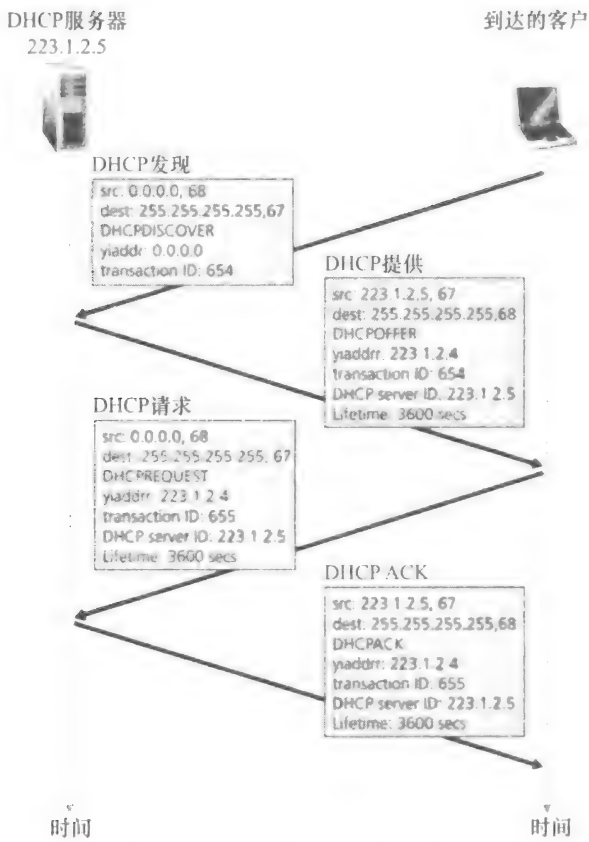 DHCP服务器
223.1.2.5
到达的客户
DHCP发现
src: 0.0.0.0, 68
dest: 255.255.255.255,67
DHCPDISCOVER
yiaddr: 0.0.0.0
transaction ID: 654
DHCP提供
src: 223.1.2.5, 67
dest: 255.255.255.255,68
DHCPOFFER
yiaddrr: 223.1.2.4
transaction ID: 654
DHCP server ID: 223.1.2.5
Lifetime: 3600 secs
DHCP请求
src: 0.0.0.0, 68
dest: 255.255.255.255, 67
DHCPREQUEST
yiaddrr: 223.1.2.4
transaction ID: 655
DHCP server ID: 223.1.2.5
Lifetime: 3600 secs
DHCP ACK
src: 223.1.2.5, 67
dest: 255.255.255.255,68
DHCPACK
yiaddrr: 223.1.2.4
transaction ID: 655
DHCP server ID: 223.1.2.5
Lifetime: 3600 secs
时间
时间